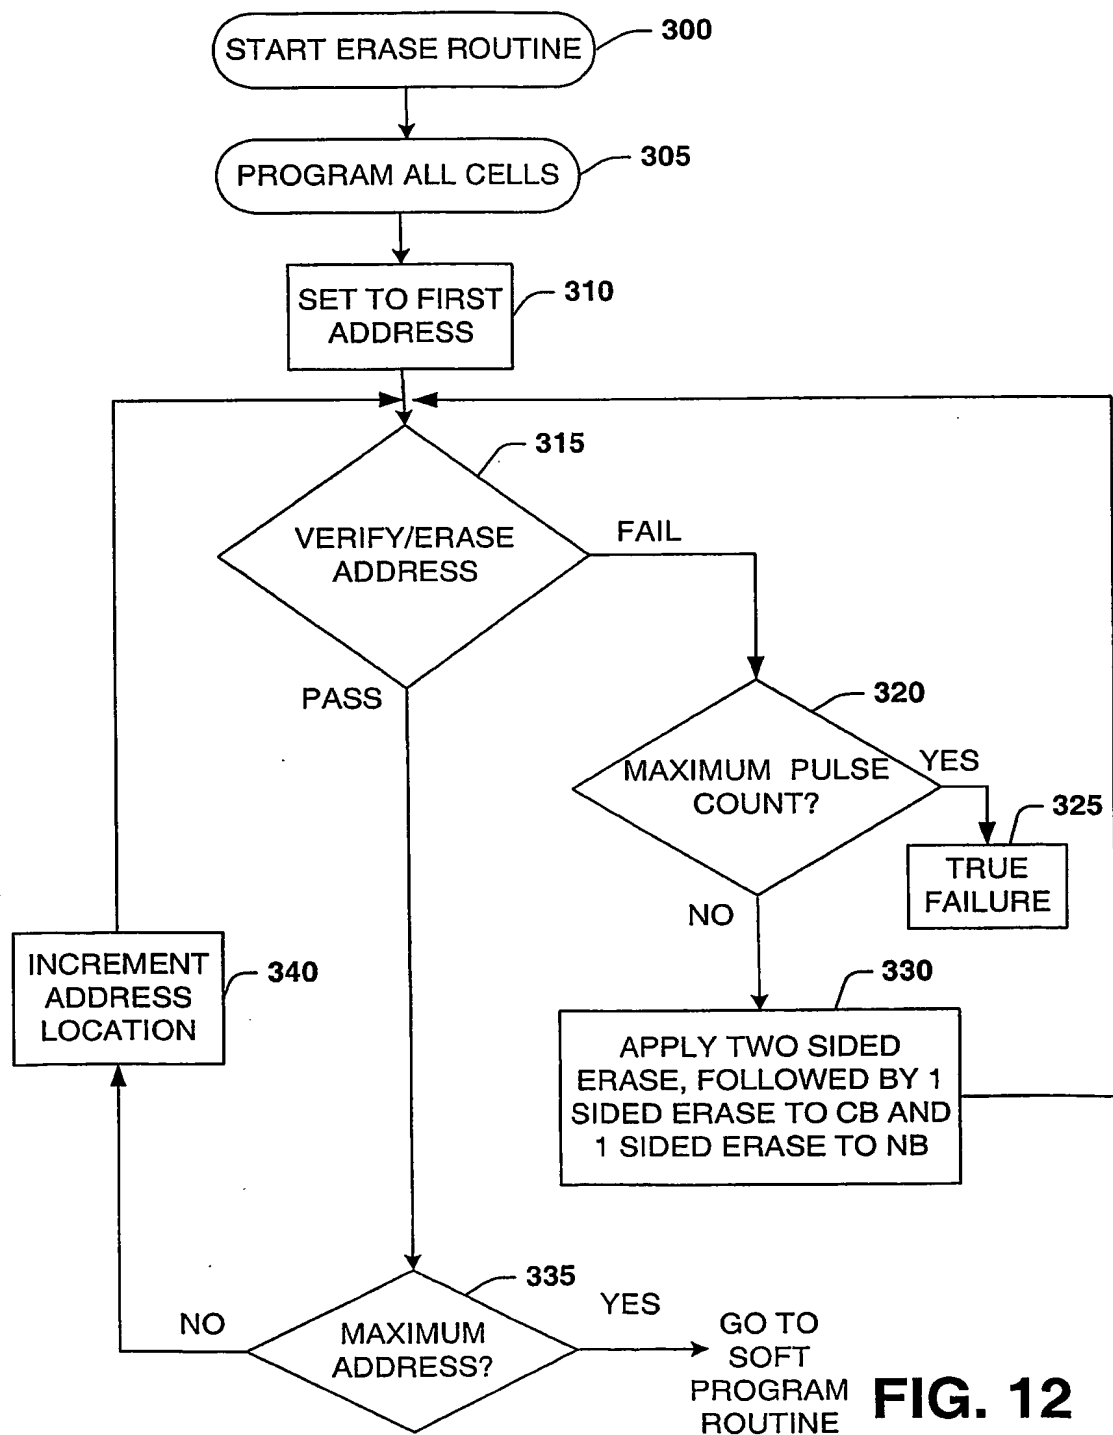 START ERASE ROUTINE
300
PROGRAM ALL CELLS
305
SET TO FIRST
ADDRESS
310
315
VERIFY/ERASE
ADDRESS
FAIL
PASS
320
MAXIMUM PULSE
COUNT?
YES
325
TRUE
FAILURE
NO
330
APPLY TWO SIDED
ERASE, FOLLOWED BY 1
SIDED ERASE TO CB AND
1 SIDED ERASE TO NB
INCREMENT
ADDRESS
LOCATION
340
335
MAXIMUM
ADDRESS?
NO
YES
GO TO
SOFT
PROGRAM
ROUTINE
FIG. 12